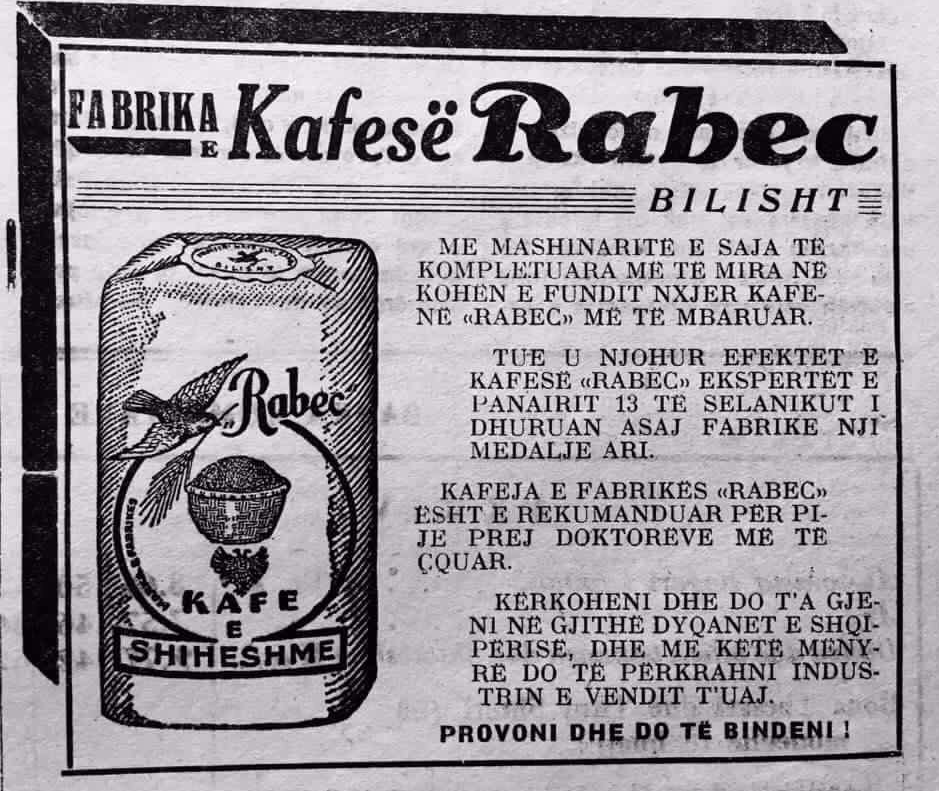 FABRIKA
E
Kafesë Rabec
BILISHT
BILISHT
„Rabec"
MARKA E FABRIKËS
KAFE
E
SHIHESHME
ME MASHINARITË E SAJA TË
KOMPLETUARA MË TË MIRA NË
KOHËN E FUNDIT NXJER KAFE-
NË «RABEC» MË TË MBARUAR.
TUE U NJOHUR EFEKTET E
KAFESË «RABEC» EKSPERTËT E
PANAIRIT 13 TË SELANIKUT I
DHURUAN ASAJ FABRIKE NJI
MEDALJE ARI.
KAFEJA E FABRIKËS «RABEC»
ËSHT E REKUMANDUAR PËR PI-
JE PREJ DOKTORËVE MË TË
ÇQUAR.
KËRKOHENI DHE DO T'A GJE-
NI NË GJITHË DYQANET E SHQI-
PËRISË, DHE ME KËTË MËNY-
RË DO TË PËRKRAHNI INDUS-
TRIN E VENDIT T'UAJ.
PROVONI DHE DO TË BINDENI !